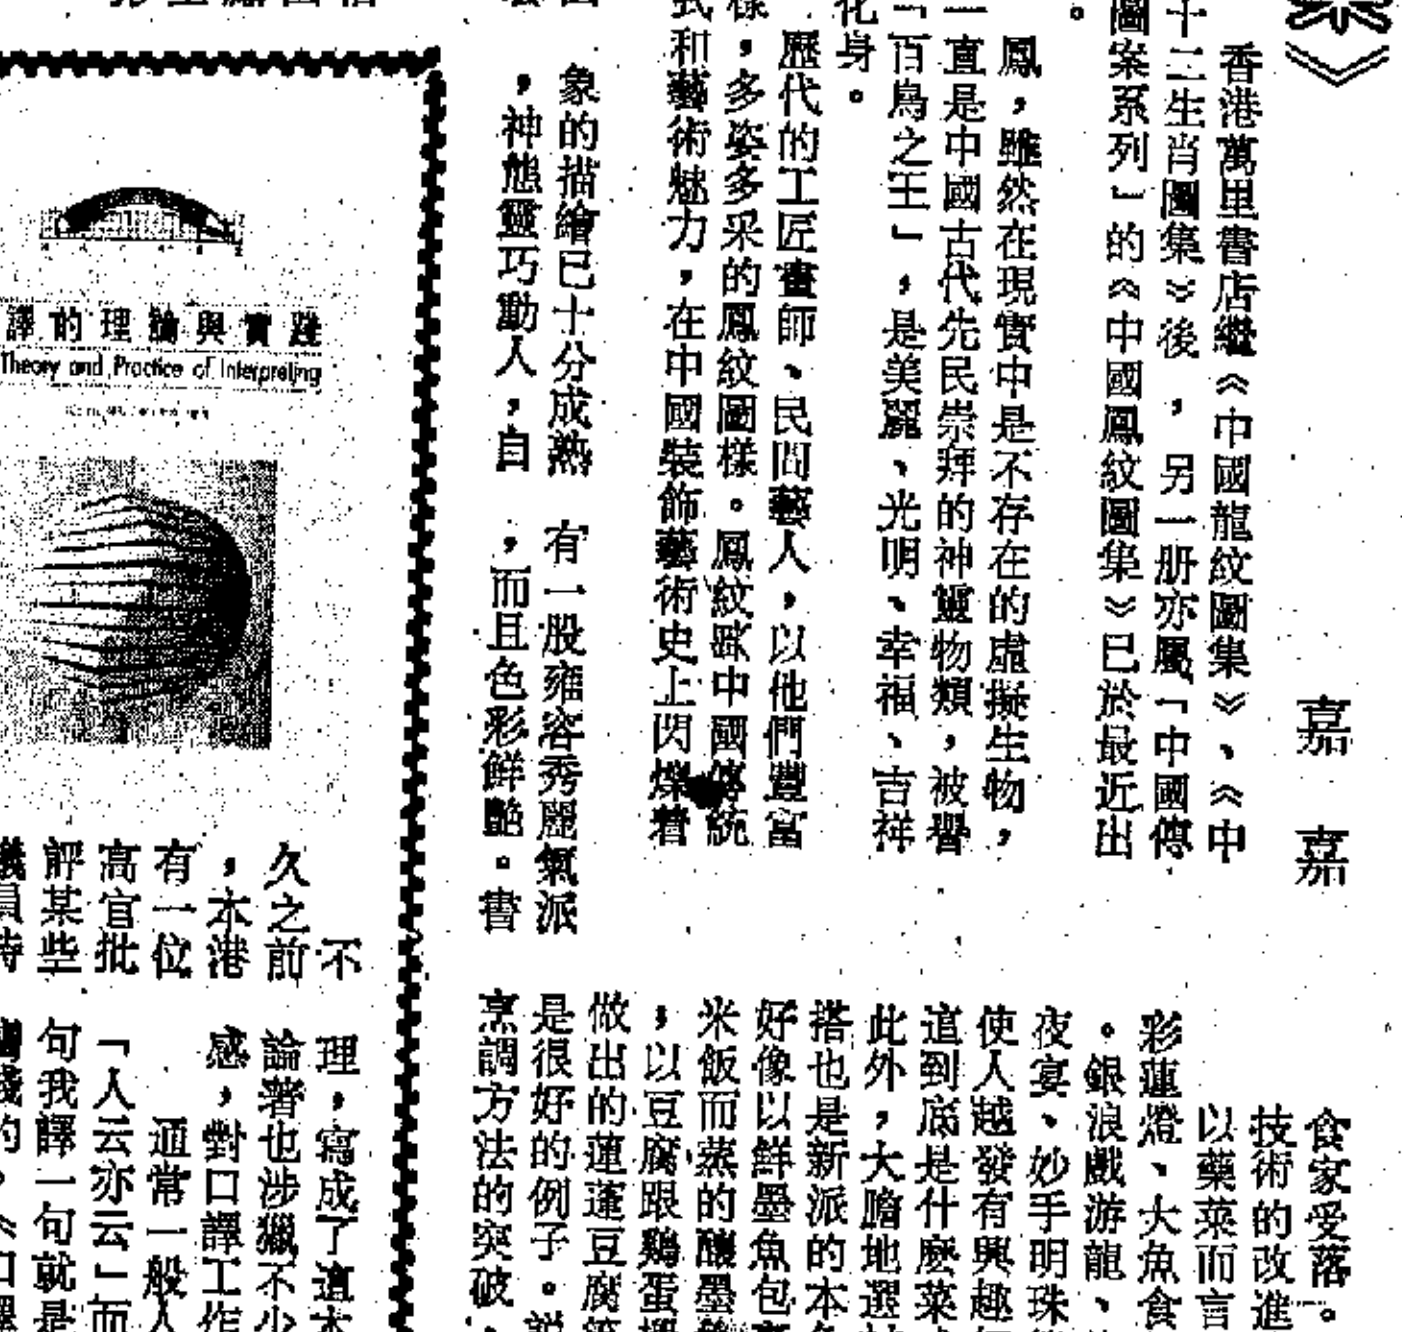 集》
嘉　嘉
香港萬里書店繼《中國龍紋圖集》、《中
十二生肖圖集》後，另一册亦屬「中國傳
圖案系列」的《中國鳳紋圖集》已於最近出
。
鳳，雖然在現實中是不存在的虛擬生物，
一直是中國古代先民崇拜的神靈物類，被譽
「百鳥之王」，是美麗、光明、幸福、吉祥
化身。
歷代的工匠畫師、民間藝人，以他們豐富
樣，多姿多采的鳳紋圖樣。鳳紋歐中國傳統
式和藝術魅力，在中國裝飾藝術史上閃爍着
象的描繪已十分成熟
，神態靈巧動人，自
有一股雍容秀麗氣派
，而且色彩鮮艷。書
譯的理論與實踐
Theory and Practice of Interpreting
不
久之前
，本港
有一位
高官批
評某些
議員時
理，寫成了這本
論著也涉獵不少
感，對口譯工作
通常一般人
「人云亦云」而
句我譯一句就是
食家受落。
技術的改進
以藥菜而言
彩蓮燈、大魚食
。銀浪戲游龍、
夜宴、妙手明珠
使人越發有興趣
道到底是什麼菜
此外，大膽地選
搭也是新派的本
好像以鮮墨魚包
米飯而蒸的釀墨
，以豆腐跟鷄蛋
做出的蓮蓬豆腐
是很好的例子。説
烹調方法的突破，